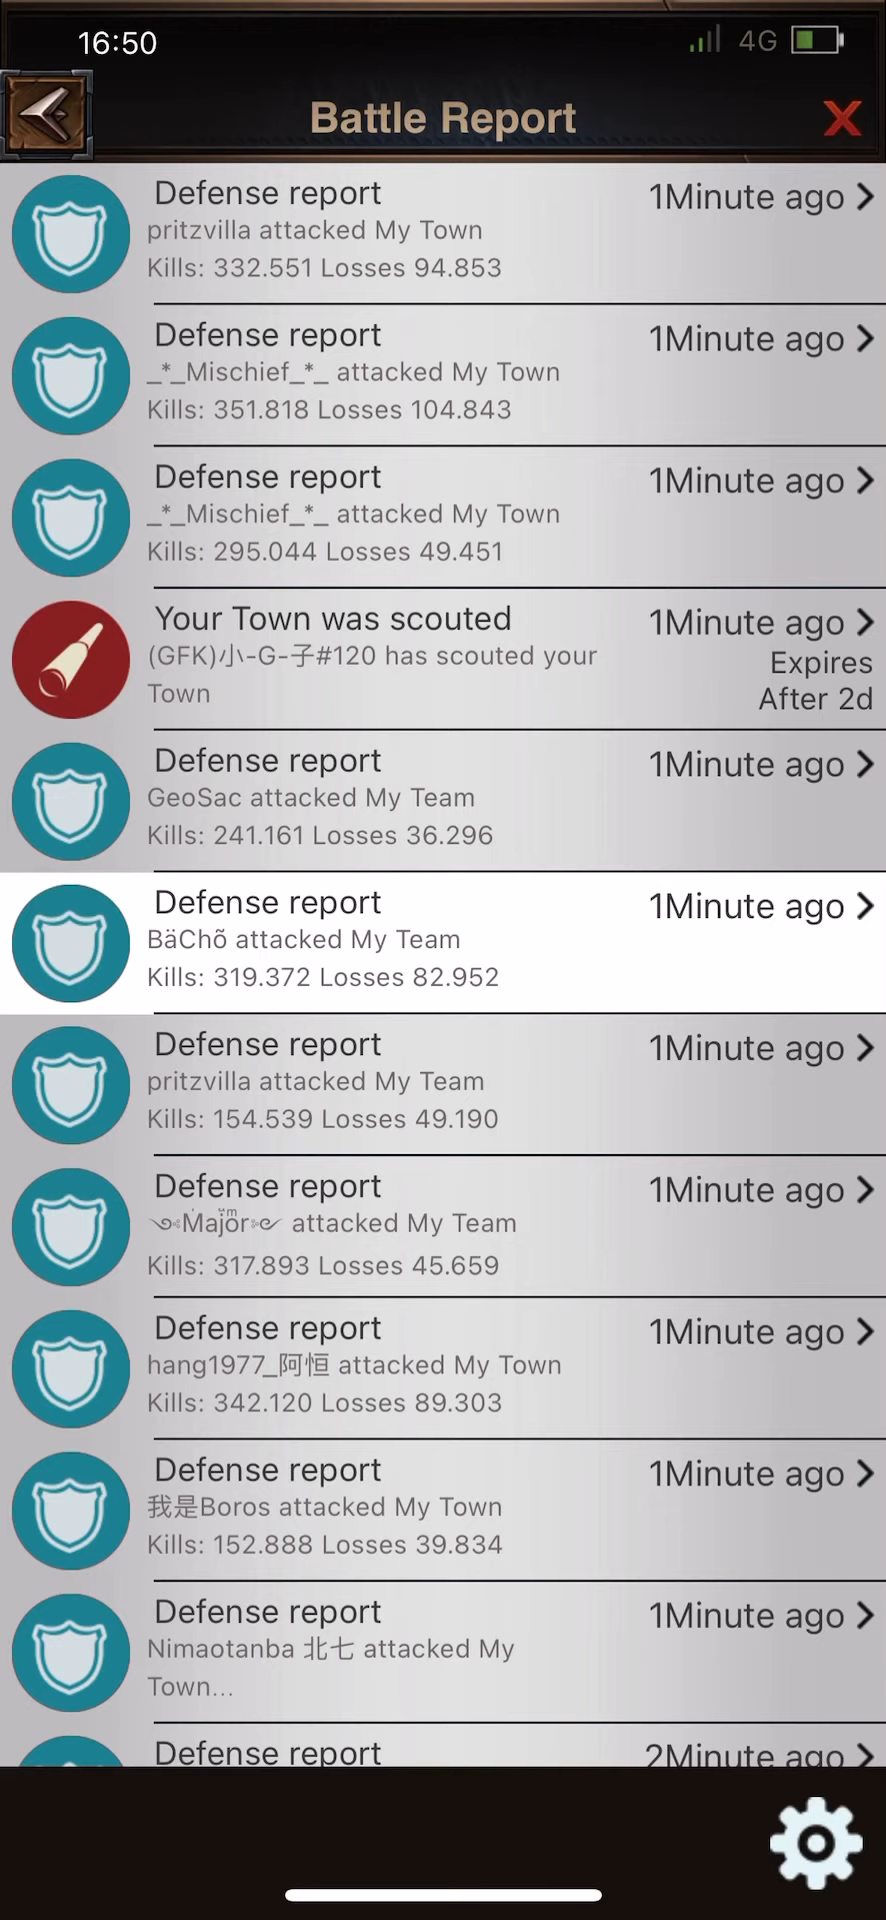 16:50
4G
Battle Report
Defense report
1Minute ago
pritzvilla attacked My Town
Kills: 332.551 Losses 94.853
Defense report
1Minute ago
_*_Mischief_*_ attacked My Town
Kills: 351.818 Losses 104.843
Defense report
1Minute ago
_*_Mischief_*_ attacked My Town
Kills: 295.044 Losses 49.451
Your Town was scouted
1Minute ago
(GFK)小-G-子#120 has scouted your
Town
Expires
After 2d
Defense report
1Minute ago
GeoSac attacked My Team
Kills: 241.161 Losses 36.296
Defense report
1Minute ago
BäChõ attacked My Team
Kills: 319.372 Losses 82.952
Defense report
1Minute ago
pritzvilla attacked My Team
Kills: 154.539 Losses 49.190
Defense report
1Minute ago
attacked My Team
Kills: 317.893 Losses 45.659
Defense report
1Minute ago
hang1977_阿恒 attacked My Town
Kills: 342.120 Losses 89.303
Defense report
1Minute ago
我是Boros attacked My Town
Kills: 152.888 Losses 39.834
Defense report
1Minute ago
Nimaotanba 北七 attacked My
Town...
Defense report
2Minute ago